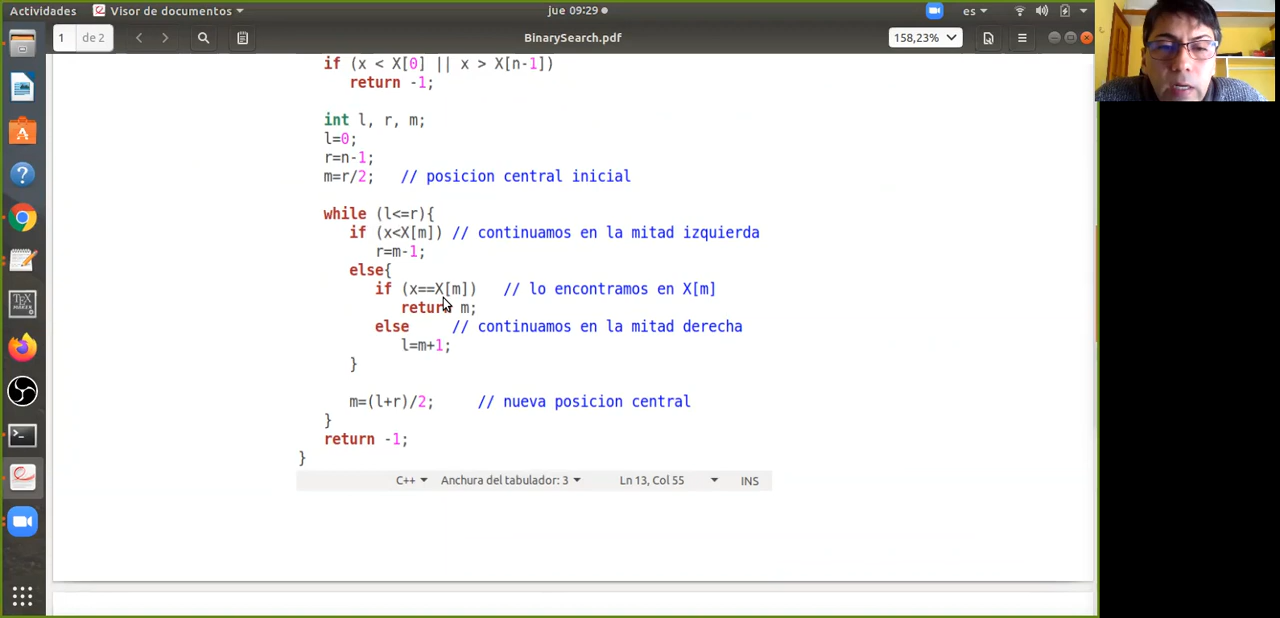 Actividades Visor de documentos jue 09:29 es
1 de 2 BinarySearch.pdf 158,23%
if (x < X[0] || x > X[n-1])
return -1;
int l, r, m;
l=0;
r=n-1;
m=r/2; // posicion central inicial
while (l<=r){
if (x<X[m]) // continuamos en la mitad izquierda
r=m-1;
else{
if (x==X[m]) // lo encontramos en X[m]
return m;
else // continuamos en la mitad derecha
l=m+1;
}
m=(l+r)/2; // nueva posicion central
}
return -1;
}
C++ Anchura del tabulador: 3 Ln 13, Col 55 INS